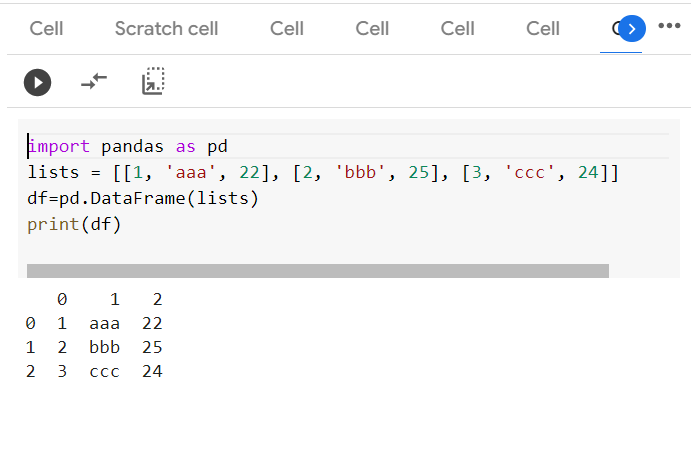 Cell Scratch cell Cell Cell Cell Cell
import pandas as pd
lists = [[1, 'aaa', 22], [2, 'bbb', 25], [3, 'ccc', 24]]
df=pd.DataFrame(lists)
print(df)
0 1 2
0 1 aaa 22
1 2 bbb 25
2 3 ccc 24